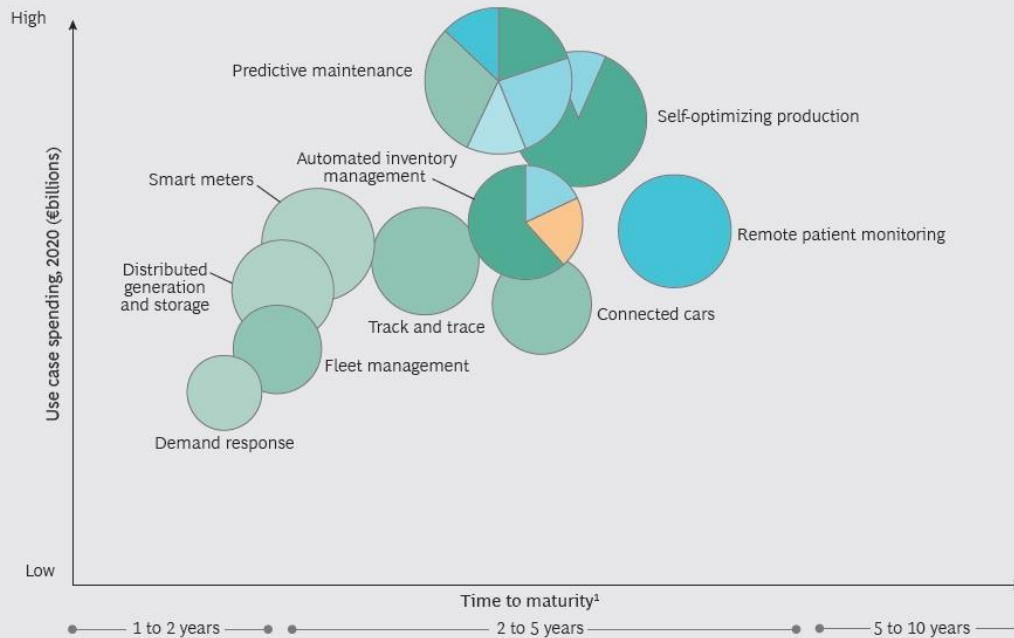 High
Predictive maintenance
Self-optimizing production
Automated inventory
management
Smart meters
Remote patient monitoring
Distributed
generation
and storage
Track and trace
Connected cars
Fleet management
Demand response
Use case spending, 2020 (€billions)
Low
Time to maturity¹
1 to 2 years
2 to 5 years
5 to 10 years